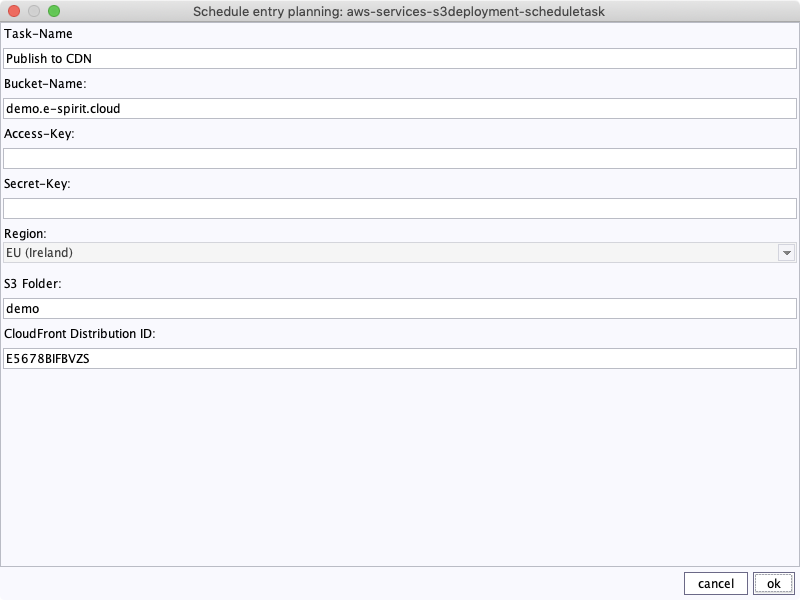 Schedule entry planning: aws-services-s3deployment-scheduletask
Task-Name
Publish to CDN
Bucket-Name:
demo.e-spirit.cloud
Access-Key:
Secret-Key:
Region:
EU (Ireland)
S3 Folder:
demo
CloudFront Distribution ID:
E5678BIFBVZS
cancel ok